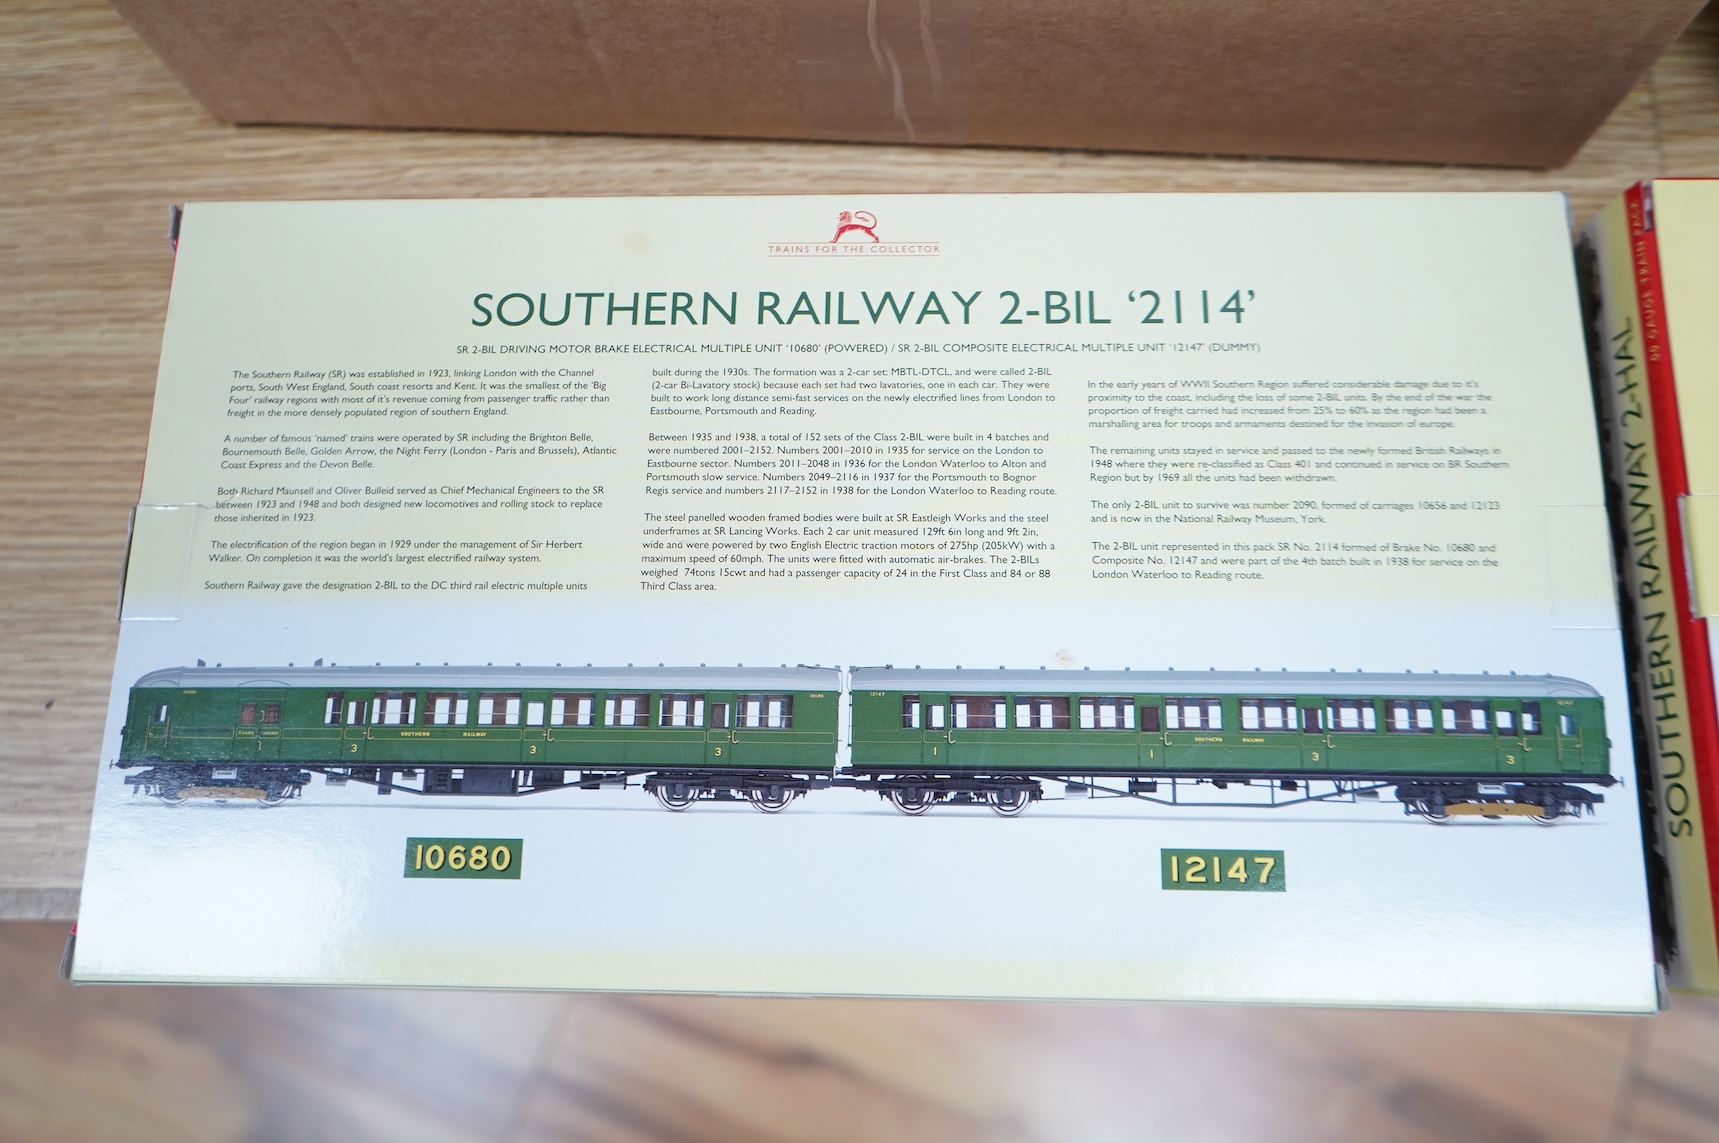 TRAINS FOR THE COLLECTOR
SOUTHERN RAILWAY 2-BIL ‘2114’
SR 2-BIL DRIVING MOTOR BRAKE ELECTRICAL MULTIPLE UNIT ‘10680’ (POWERED) / SR 2-BIL COMPOSITE ELECTRICAL MULTIPLE UNIT ‘12147’ (DUMMY)
The Southern Railway (SR) was established in 1923, linking London with the Channel
ports, South West England, South coast resorts and Kent. It was the smallest of the ‘Big
Four’ railway regions with most of it's revenue coming from passenger traffic rather than
freight in the more densely populated region of southern England.
A number of famous ‘named’ trains were operated by SR including the Brighton Belle,
Bournemouth Belle, Golden Arrow, the Night Ferry (London - Paris and Brussels), Atlantic
Coast Express and the Devon Belle.
Both Richard Maunsell and Oliver Bulleid served as Chief Mechanical Engineers to the SR
between 1923 and 1948 and both designed new locomotives and rolling stock to replace
those inherited in 1923.
The electrification of the region began in 1929 under the management of Sir Herbert
Walker. On completion it was the world's largest electrified railway system.
Southern Railway gave the designation 2-BIL to the DC third rail electric multiple units
built during the 1930s. The formation was a 2-car set: MBTL-DTCL, and were called 2-BIL
(2-car Bi-Lavatory stock) because each set had two lavatories, one in each car. They were
built to work long distance semi-fast services on the newly electrified lines from London to
Eastbourne, Portsmouth and Reading.
Between 1935 and 1938, a total of 152 sets of the Class 2-BIL were built in 4 batches and
were numbered 2001–2152. Numbers 2001–2010 in 1935 for service on the London to
Eastbourne sector. Numbers 2011–2048 in 1936 for the London Waterloo to Alton and
Portsmouth slow service. Numbers 2049–2116 in 1937 for the Portsmouth to Bognor
Regis service and numbers 2117–2152 in 1938 for the London Waterloo to Reading route.
The steel panelled wooden framed bodies were built at SR Eastleigh Works and the steel
underframes at SR Lancing Works. Each 2 car unit measured 129ft 6in long and 9ft 2in,
wide and were powered by two English Electric traction motors of 275hp (205kW) with a
maximum speed of 60mph. The units were fitted with automatic air-brakes. The 2-BILs
weighed 74tons 15cwt and had a passenger capacity of 24 in the First Class and 84 or 88
Third Class area.
In the early years of WWII Southern Region suffered considerable damage due to it's
proximity to the coast, including the loss of some 2-BIL units. By the end of the war the
proportion of freight carried had increased from 25% to 60% as the region had been a
marshalling area for troops and armaments destined for the invasion of europe.
The remaining units stayed in service and passed to the newly formed British Railways in
1948 where they were re-classified as Class 401 and continued in service on BR Southern
Region but by 1969 all the units had been withdrawn.
The only 2-BIL unit to survive was number 2090, formed of carriages 10656 and 12123
and is now in the National Railway Museum, York.
The 2-BIL unit represented in this pack SR No. 2114 formed of Brake No. 10680 and
Composite No. 12147 and were part of the 4th batch built in 1938 for service on the
London Waterloo to Reading route.
10680
10680
GUARD LUGGAGE
SOUTHERN RAILWAY
3 3 3
12147
12147
SOUTHERN RAILWAY
1 1 3 3
10680
12147
SOUTHERN RAILWAY 2-HAL
00 GAUGE TRAIN PACK